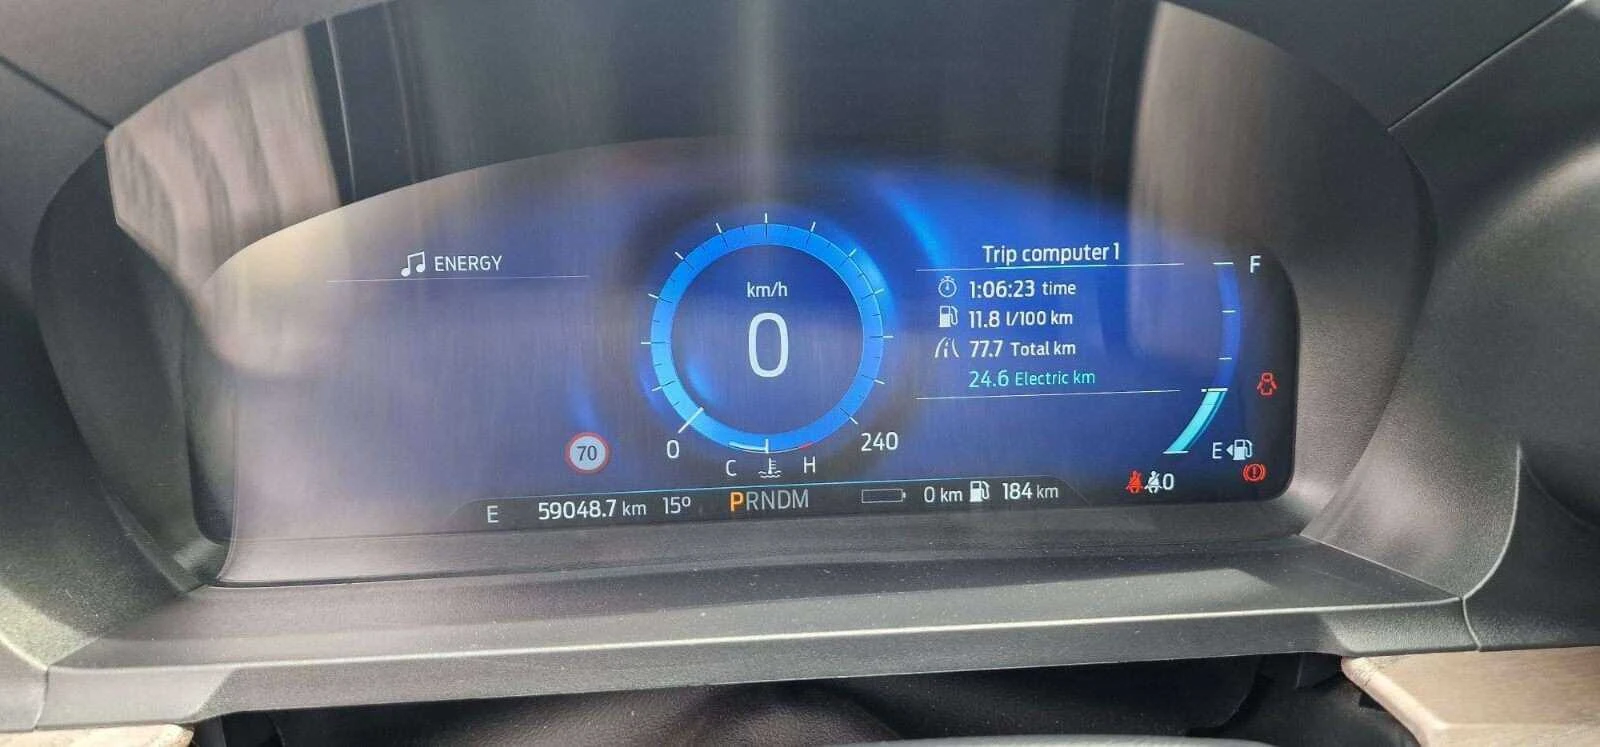 ENERGY
km/h
0
0
240
C
H
70
Trip computer 1
1:06:23 time
11.8 l/100 km
77.7 Total km
24.6 Electric km
F
E
0
E 59048.7 km 15º PRNDM 0 km 184 km